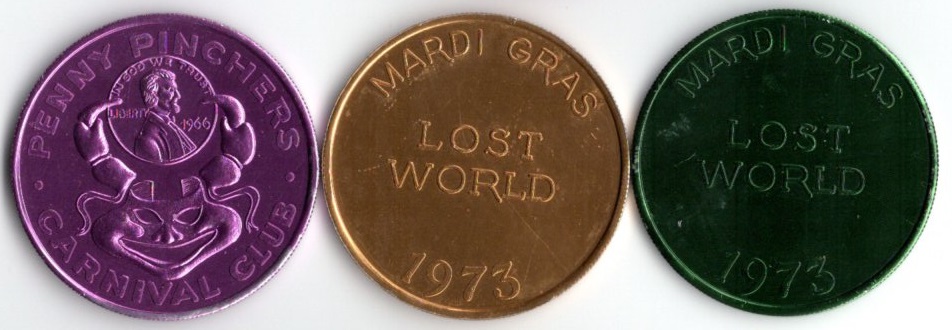 PENNY PINCHERS
IN GOD WE TRUST
LIBERTY
1966
CARNIVAL CLUB
MARDI GRAS
LOST
WORLD
1973
MARDI GRAS
LOST
WORLD
1973